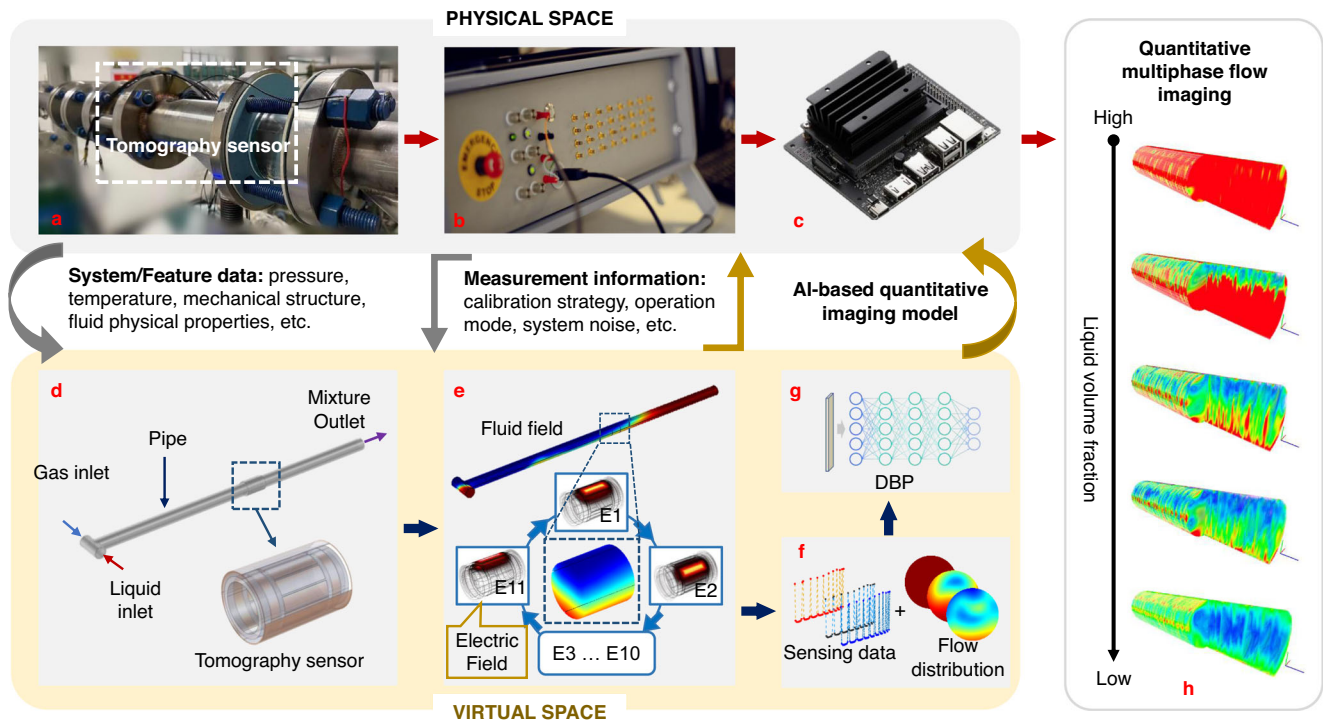 PHYSICAL SPACE
Tomography sensor
a
EMERGENCY
STOP
b
c
System/Feature data: pressure,
temperature, mechanical structure,
fluid physical properties, etc.
Measurement information:
calibration strategy, operation
mode, system noise, etc.
AI-based quantitative
imaging model
d
Gas inlet
Pipe
Mixture
Outlet
Liquid
inlet
Tomography sensor
e
Fluid field
E1
E11
E2
Electric
Field
E3 ... E10
g
DBP
f
+
Sensing data
Flow
distribution
VIRTUAL SPACE
Quantitative
multiphase flow
imaging
High
Liquid volume fraction
Low
h